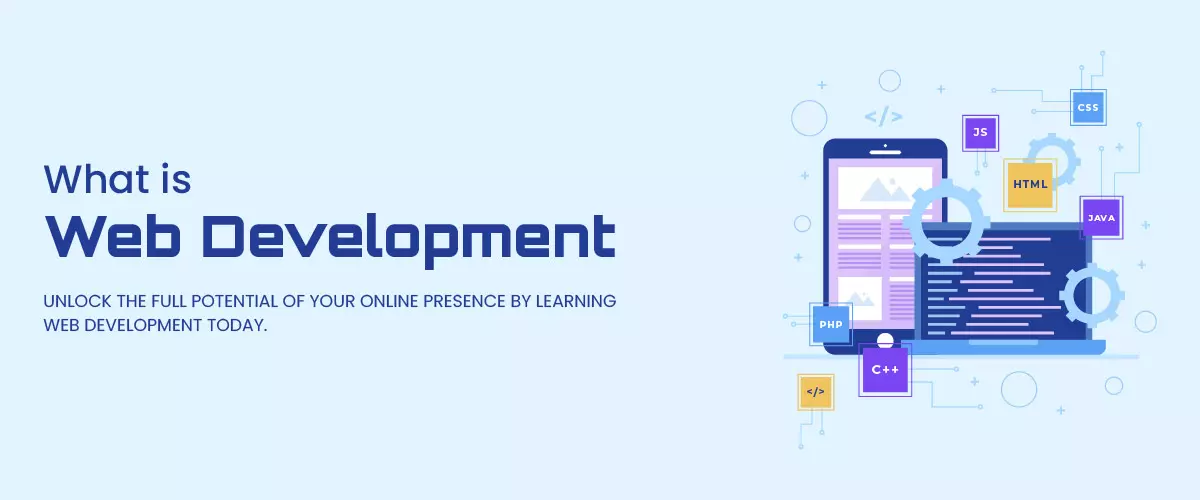 What is
Web Development
UNLOCK THE FULL POTENTIAL OF YOUR ONLINE PRESENCE BY LEARNING
WEB DEVELOPMENT TODAY.
</>
CSS
JS
HTML
JAVA
PHP
C++
</>